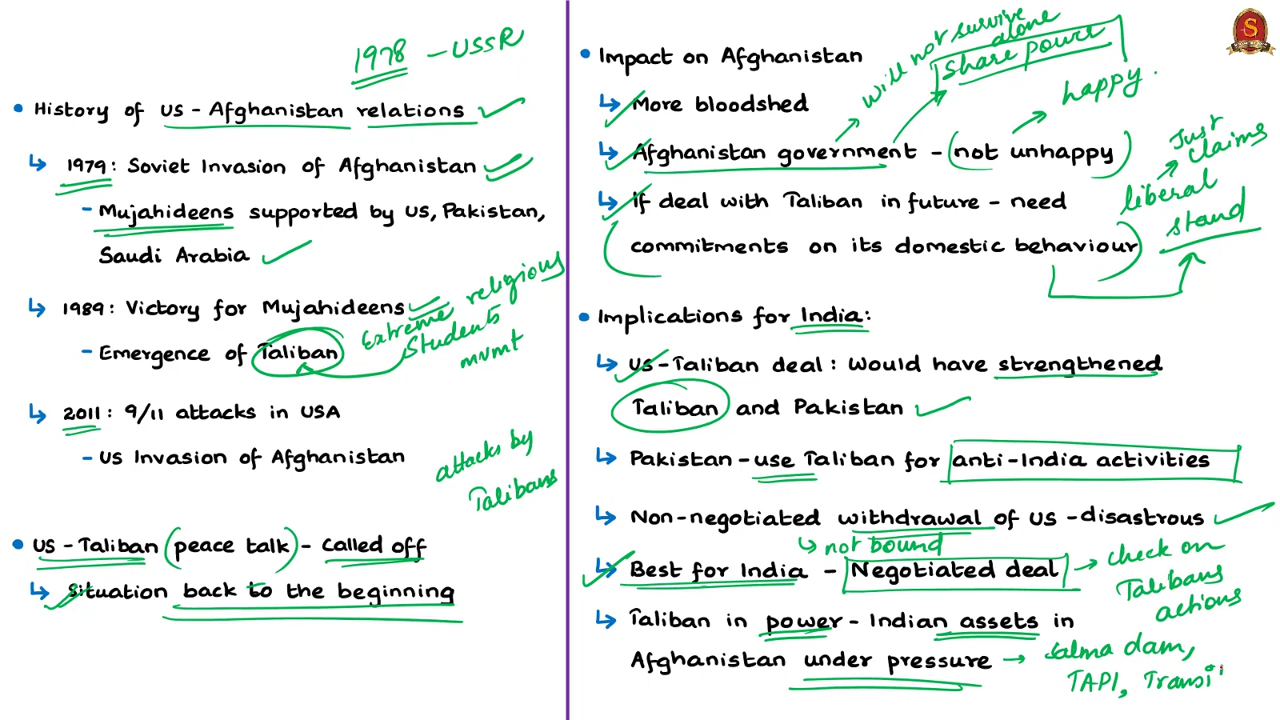 1978 - USSR
• History of US - Afghanistan relations
↳ 1979: Soviet Invasion of Afghanistan
- Mujahideens supported by US, Pakistan,
Saudi Arabia
↳ 1989: Victory for Mujahideens
- Emergence of Taliban
Extreme religious
Students
mvmt
↳ 2011: 9/11 attacks in USA
- US Invasion of Afghanistan
attacks by
Talibans
• US - Taliban (peace talk) - Called off
↳ Situation back to the beginning
• Impact on Afghanistan
will not survive
alone
share power
↳ More bloodshed
happy.
↳ Afghanistan government - (not unhappy)
↳ If deal with Taliban in future - need
(commitments on its domestic behaviour)
Just
claims
liberal
stand
• Implications for India:
↳ US-Taliban deal: Would have strengthened
Taliban and Pakistan
↳ Pakistan - use Taliban for anti-India activities
↳ Non-negotiated withdrawal of US - disastrous
↳ not bound
↳ Best for India - Negotiated deal
→ check on
Talibans
actions
↳ Taliban in power - Indian assets in
Afghanistan under pressure
→ Salma dam,
TAPI, Transi
S